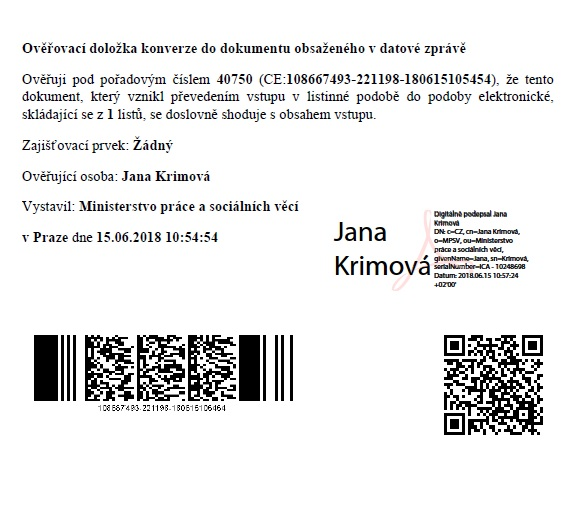 Ověřovací doložka konverze do dokumentu obsaženého v datové zprávě
Ověřuji pod pořadovým číslem 40750 (CE:108667493-221198-180615105454), že tento
dokument, který vznikl převedením vstupu v listinné podobě do podoby elektronické,
skládající se z 1 listů, se doslovně shoduje s obsahem vstupu.
Zajišťovací prvek: Žádný
Ověřující osoba: Jana Krimová
Vystavil: Ministerstvo práce a sociálních věcí
v Praze dne 15.06.2018 10:54:54
Jana
Krimová
Digitálně podepsal Jana
Krimová
DN: c=CZ, cn=Jana Krimová,
o=MPSV, ou=Ministerstvo
práce a sociálních věcí,
givenName=Jana, sn=Krimová,
serialNumber=ICA - 10248698
Datum: 2018.06.15 10:57:24
+02'00'
108667493-221198-180615105454